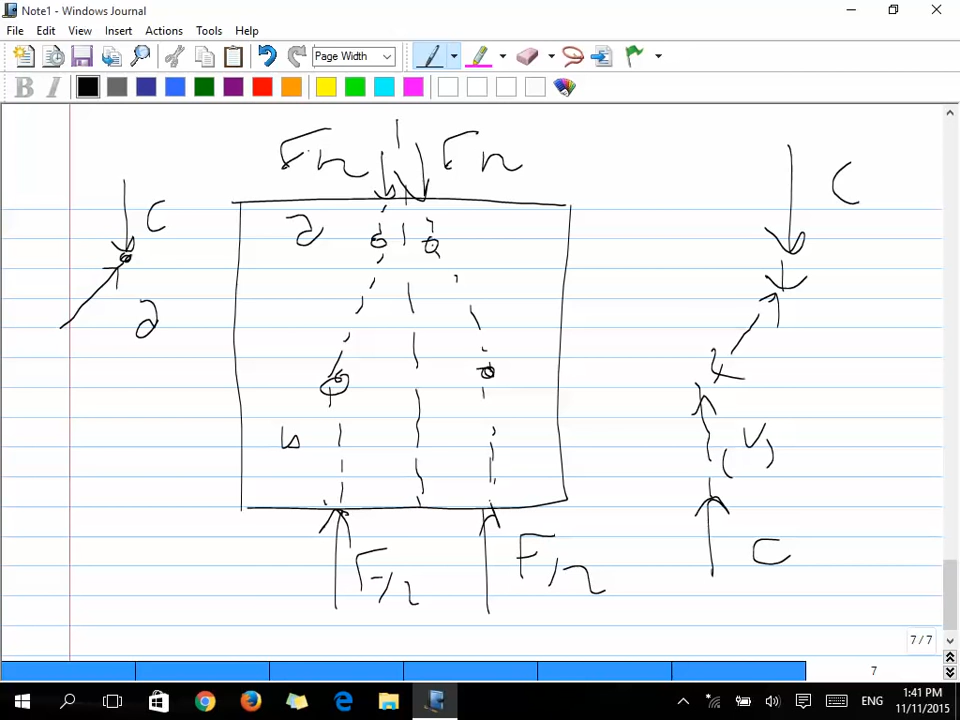 Note1 - Windows Journal
File Edit View Insert Actions Tools Help
Page Width
B I
F/2 F/2
C
C
a
a
b
(V)
F/2
F/2
C
7 / 7
7
ENG
1:41 PM
11/11/2015